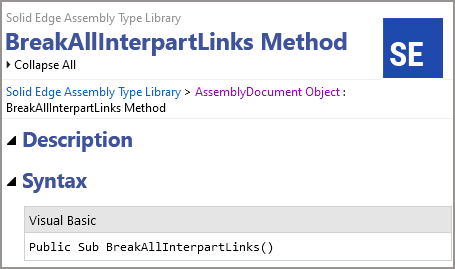 Solid Edge Assembly Type Library
BreakAllInterpartLinks Method
Collapse All
SE
Solid Edge Assembly Type Library > AssemblyDocument Object :
BreakAllInterpartLinks Method
Description
Syntax
Visual Basic
Public Sub BreakAllInterpartLinks()